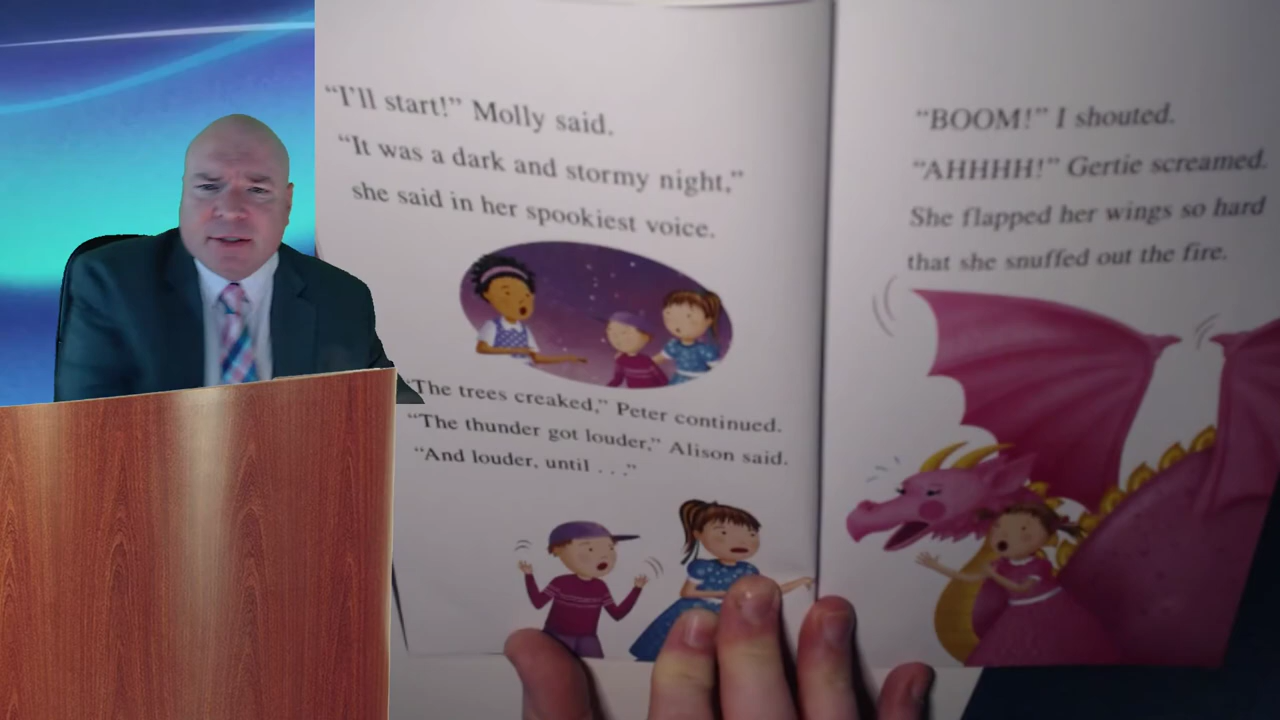 “I’ll start!” Molly said.
“It was a dark and stormy night,”
she said in her spookiest voice.
“The trees creaked,” Peter continued.
“The thunder got louder,” Alison said.
“And louder, until . . .”
“BOOM!” I shouted.
“AHHHH!” Gertie screamed.
She flapped her wings so hard
that she snuffed out the fire.